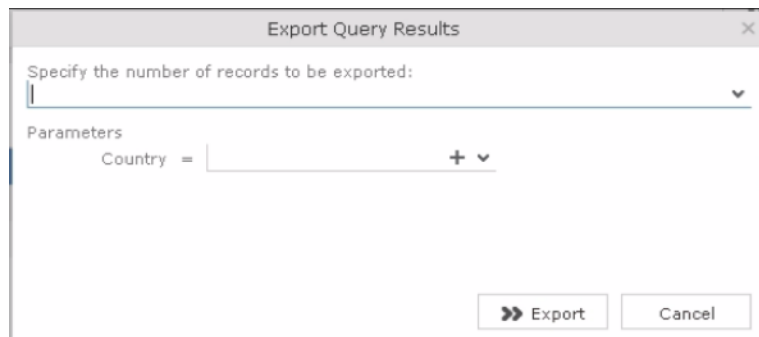 Export Query Results
Specify the number of records to be exported:
Parameters
Country =
Export Cancel